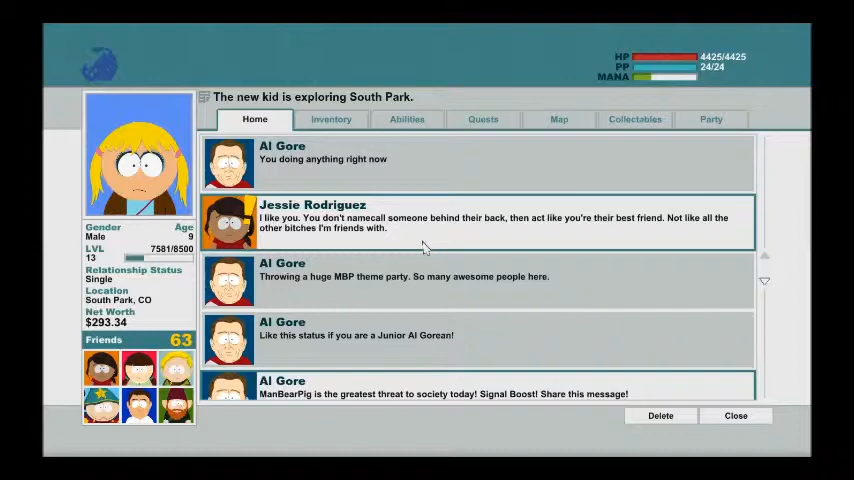 HP 4425/4425
PP 24/24
MANA
The new kid is exploring South Park.
Home Inventory Abilities Quests Map Collectables Party
Al Gore
You doing anything right now
Jessie Rodriguez
I like you. You don't namecall someone behind their back, then act like you're their best friend. Not like all the
other bitches I'm friends with.
Al Gore
Throwing a huge MBP theme party. So many awesome people here.
Al Gore
Like this status if you are a Junior Al Gorean!
Al Gore
ManBearPig is the greatest threat to society today! Signal Boost! Share this message!
Gender Age
Male 9
LVL 7581/8500
13
Relationship Status
Single
Location
South Park, CO
Net Worth
$293.34
Friends 63
Delete Close